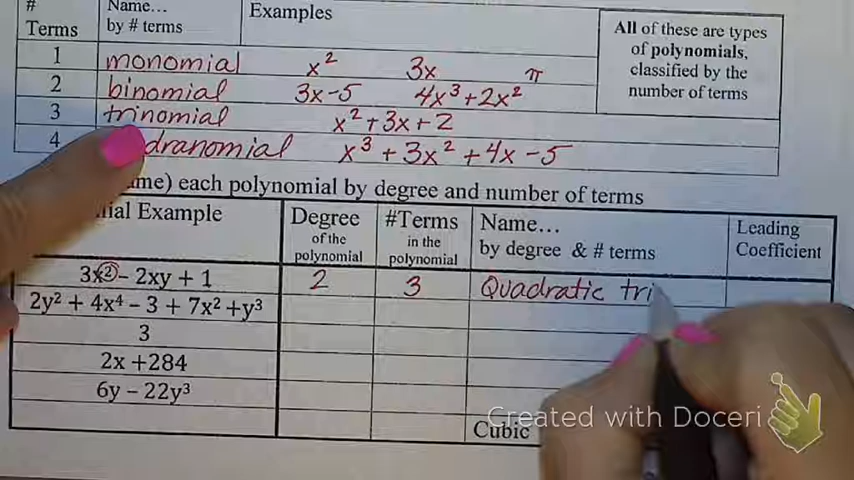 #
Terms
Name...
by # terms
Examples
All of these are types
of polynomials,
classified by the
number of terms
1 monomial x² 3x π
2 binomial 3x-5 4x³+2x²
3 trinomial x²+3x+2
4 dranomial x³ + 3x² + 4x - 5
me) each polynomial by degree and number of terms
ial Example
Degree
of the
polynomial
#Terms
in the
polynomial
Name...
by degree & # terms
Leading
Coefficient
3x² - 2xy + 1 2 3 Quadratic tri
2y² + 4x⁴ - 3 + 7x² +y³
3
2x +284
6y - 22y³
Cubic
Created with Doceri